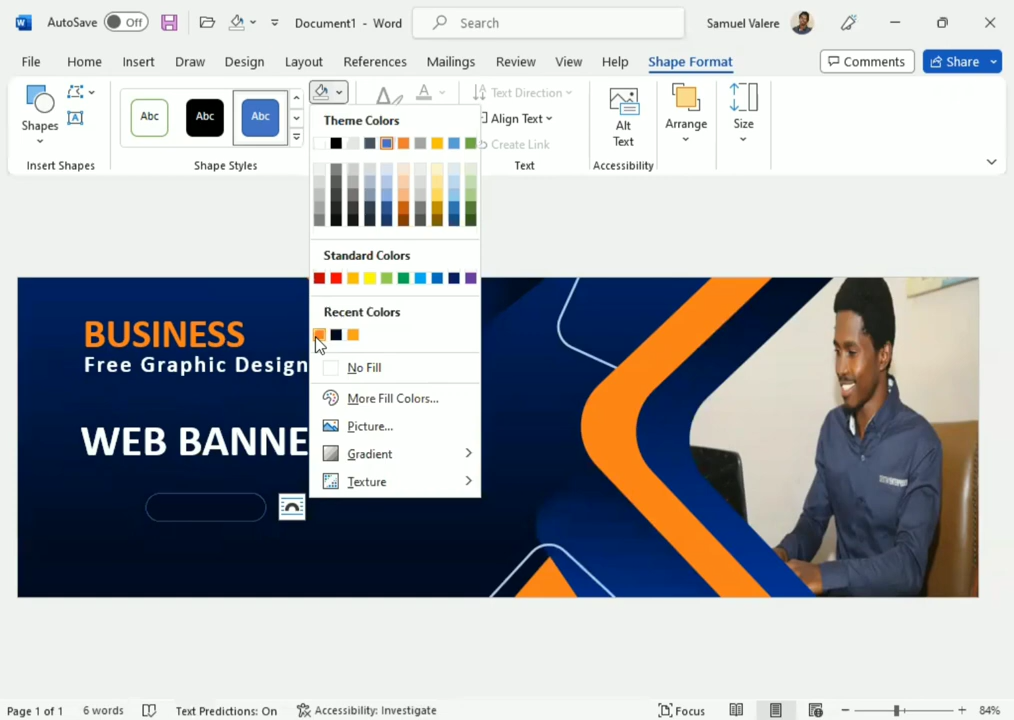 AutoSave Off Document1 - Word Search Samuel Valere
File Home Insert Draw Design Layout References Mailings Review View Help Shape Format Comments Share
Shapes
Insert Shapes
Abc Abc Abc
Shape Styles
Text Direction
Align Text
Create Link
Text
Alt
Text
Accessibility
Arrange
Size
Theme Colors
Standard Colors
Recent Colors
No Fill
More Fill Colors...
Picture...
Gradient
Texture
BUSINESS
Free Graphic Design
WEB BANNE
Page 1 of 1 6 words Text Predictions: On Accessibility: Investigate Focus 84%